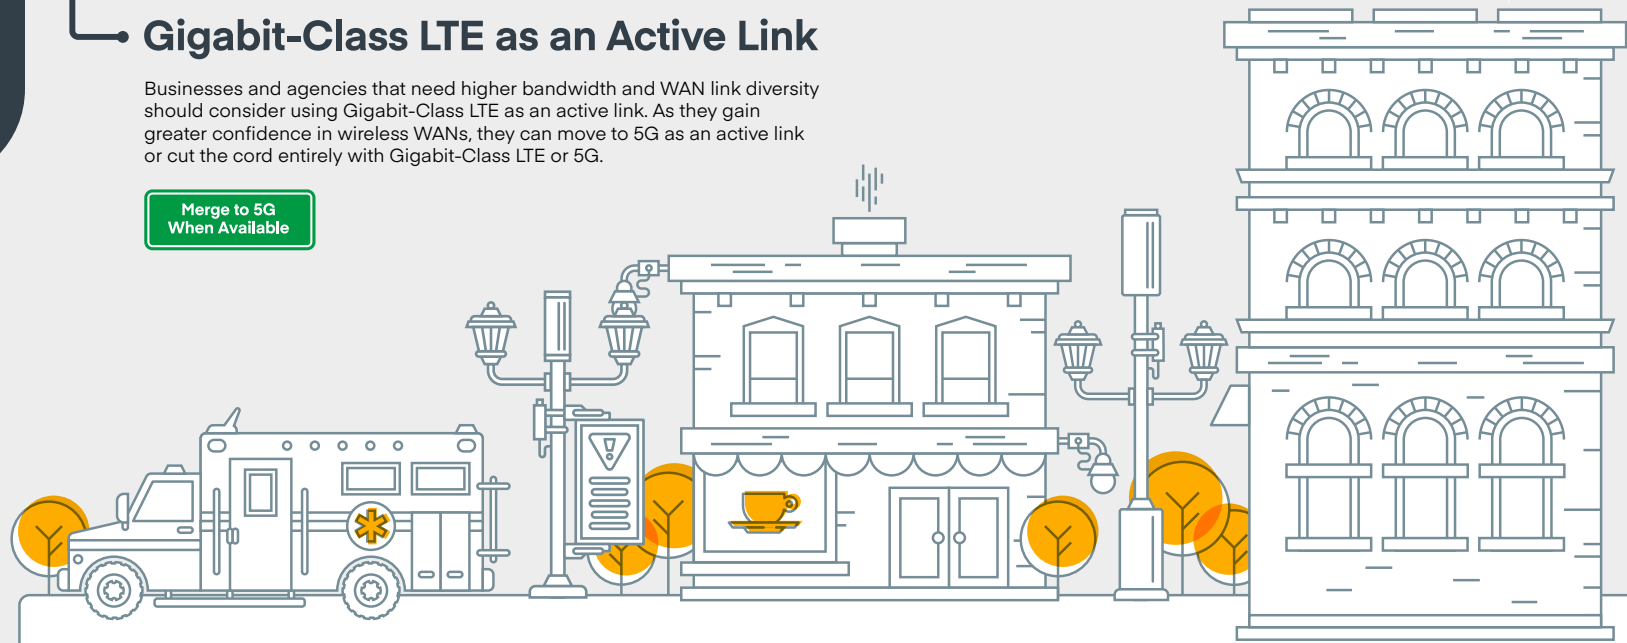 Gigabit-Class LTE as an Active Link
Businesses and agencies that need higher bandwidth and WAN link diversity
should consider using Gigabit-Class LTE as an active link. As they gain
greater confidence in wireless WANs, they can move to 5G as an active link
or cut the cord entirely with Gigabit-Class LTE or 5G.
Merge to 5G
When Available